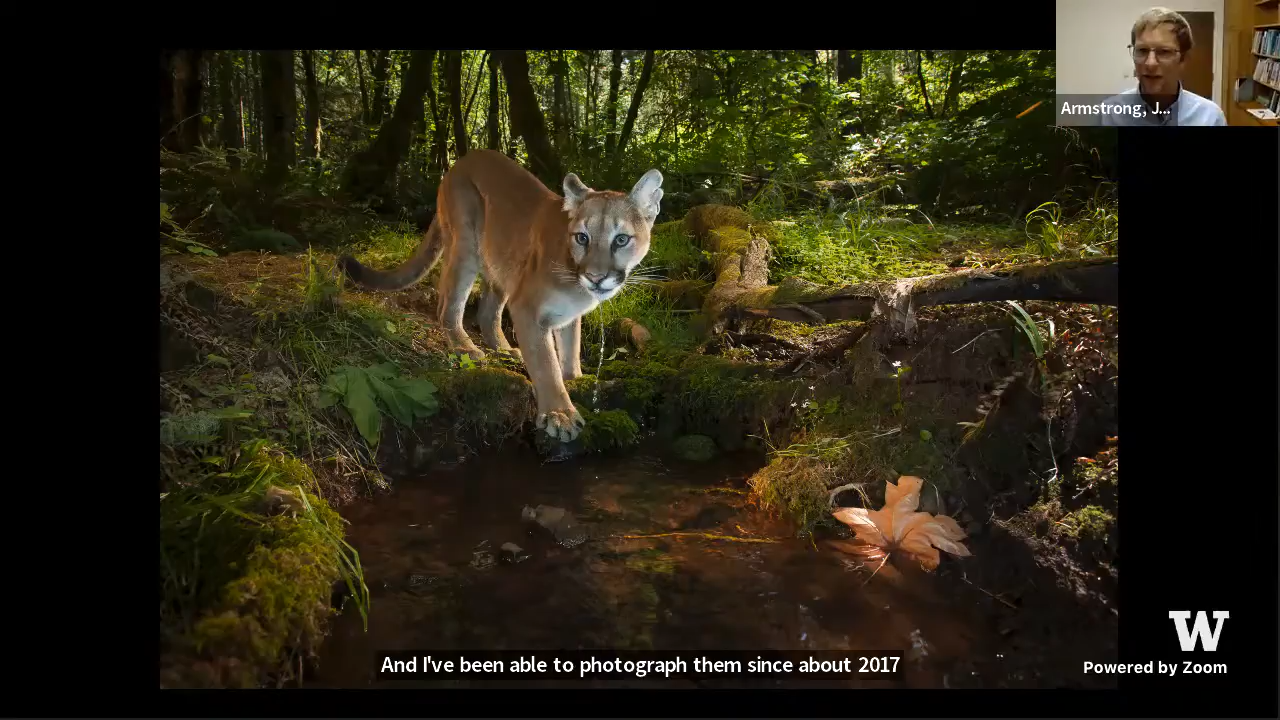 Armstrong, J...
And I've been able to photograph them since about 2017
W
Powered by Zoom